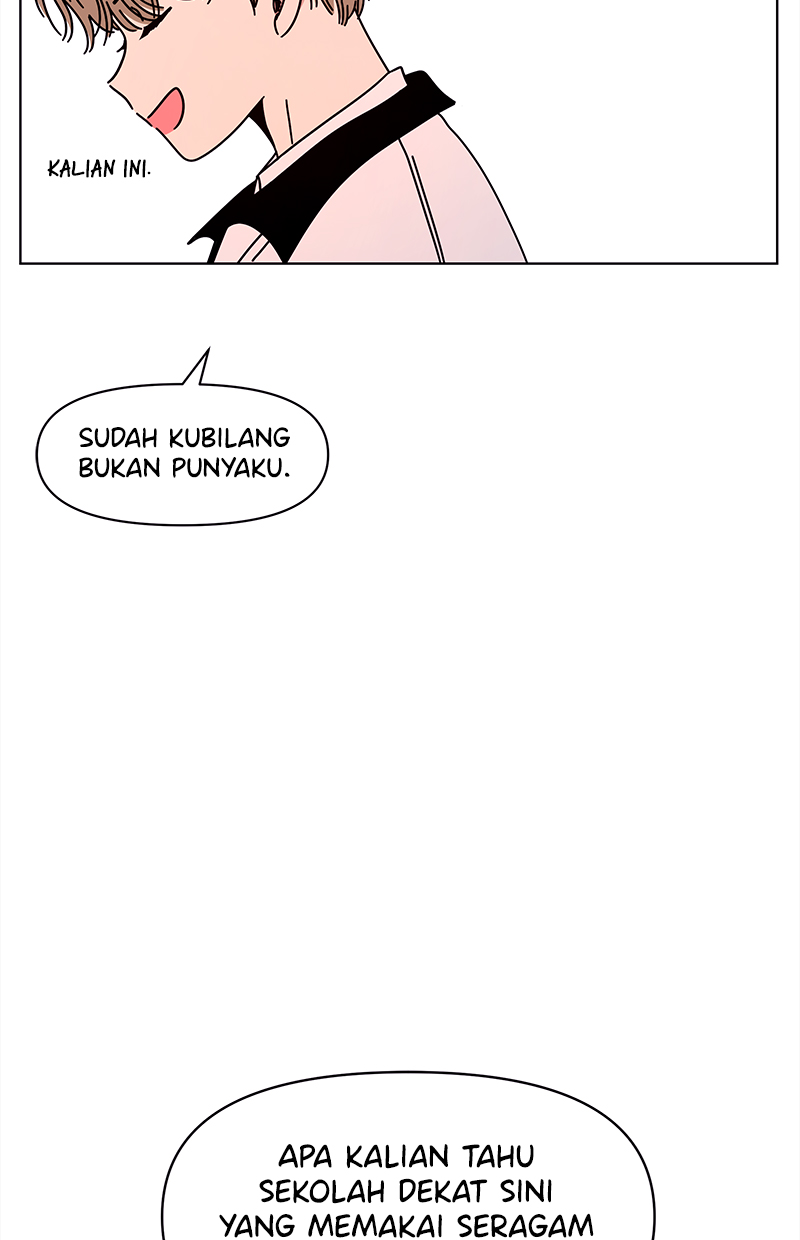 KALIAN INI.
SUDAH KUBILANG
BUKAN PUNYAKU.
APA KALIAN TAHU
SEKOLAH DEKAT SINI
YANG MEMAKAI SERAGAM